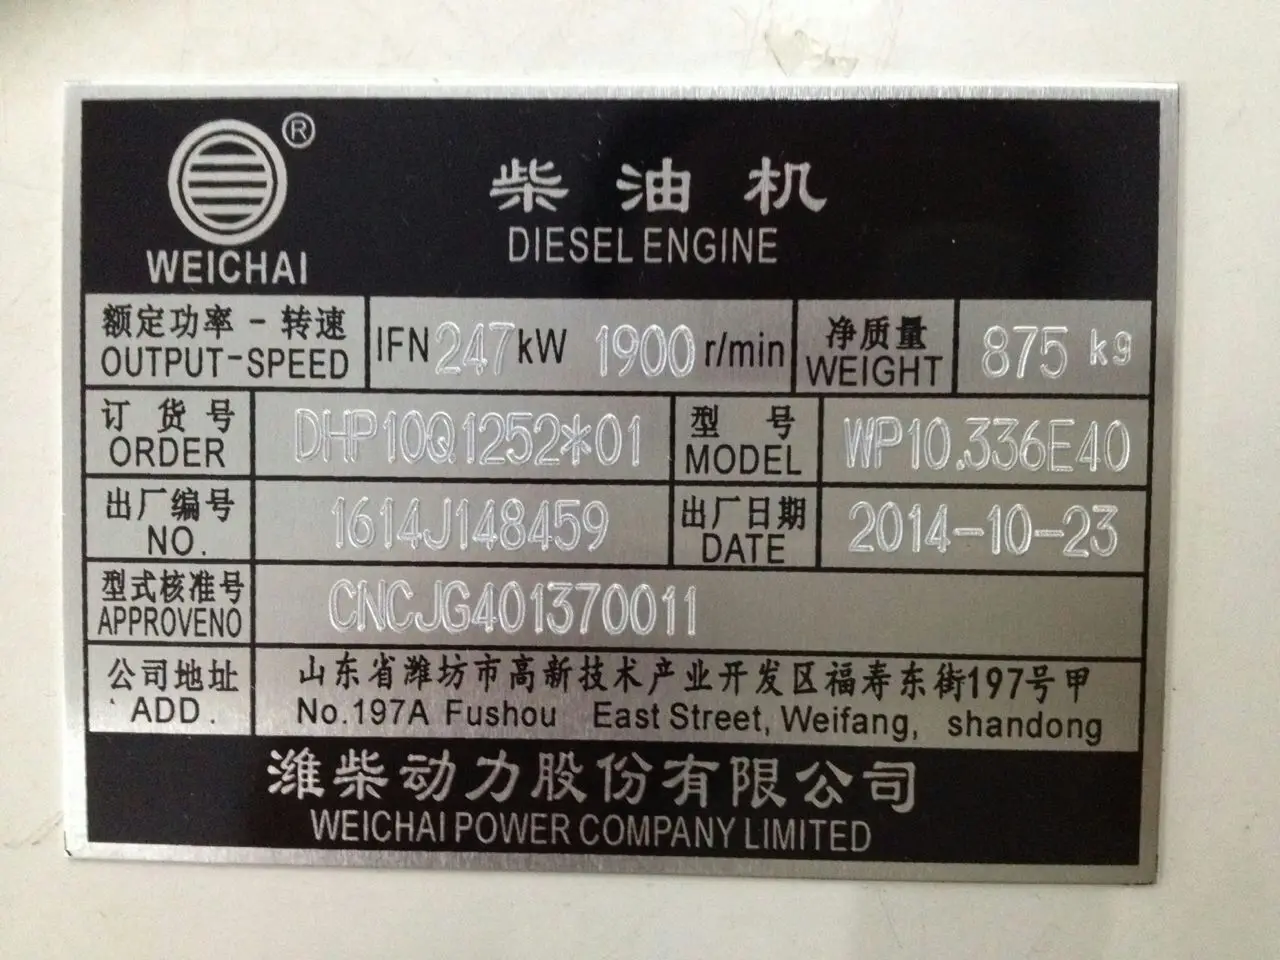 ®
WEICHAI
柴油机
DIESEL ENGINE
额定功率-转速
OUTPUT-SPEED
IFN 247 kW 1900 r/min
净质量
WEIGHT
875 kg
订货号
ORDER
DHP10Q1252*01
型号
MODEL
WP10.336E40
出厂编号
NO.
1614J148459
出厂日期
DATE
2014-10-23
型式核准号
APPROVENO
CNCJG401370011
公司地址
ADD.
山东省潍坊市高新技术产业开发区福寿东街197号甲
No.197A Fushou East Street, Weifang, shandong
潍柴动力股份有限公司
WEICHAI POWER COMPANY LIMITED